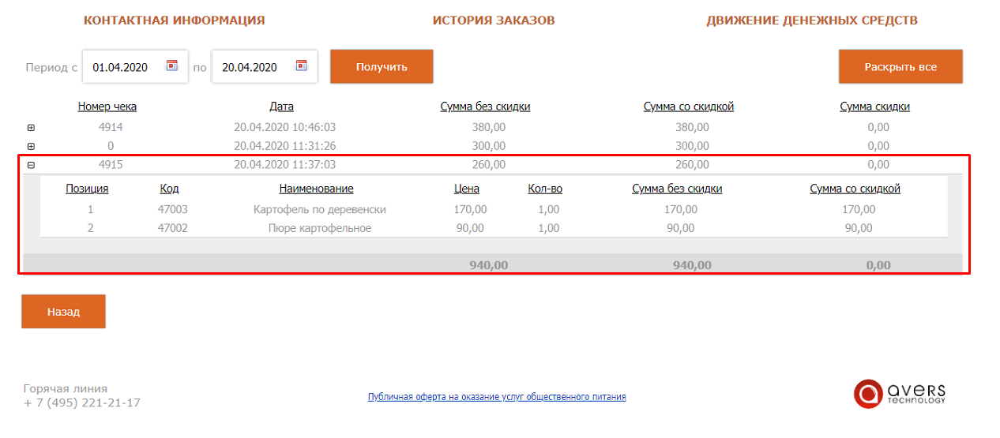 КОНТАКТНАЯ ИНФОРМАЦИЯ ИСТОРИЯ ЗАКАЗОВ ДВИЖЕНИЕ ДЕНЕЖНЫХ СРЕДСТВ
Период с 01.04.2020 по 20.04.2020 Получить Раскрыть все
Номер чека Дата Сумма без скидки Сумма со скидкой Сумма скидки
4914 20.04.2020 10:46:03 380,00 380,00 0,00
0 20.04.2020 11:31:26 300,00 300,00 0,00
4915 20.04.2020 11:37:03 260,00 260,00 0,00
Позиция Код Наименование Цена Кол-во Сумма без скидки Сумма со скидкой
1 47003 Картофель по деревенски 170,00 1,00 170,00 170,00
2 47002 Пюре картофельное 90,00 1,00 90,00 90,00
940,00 940,00 0,00
Назад
Горячая линия
+ 7 (495) 221-21-17
Публичная оферта на оказание услуг общественного питания
avers
TECHNOLOGY